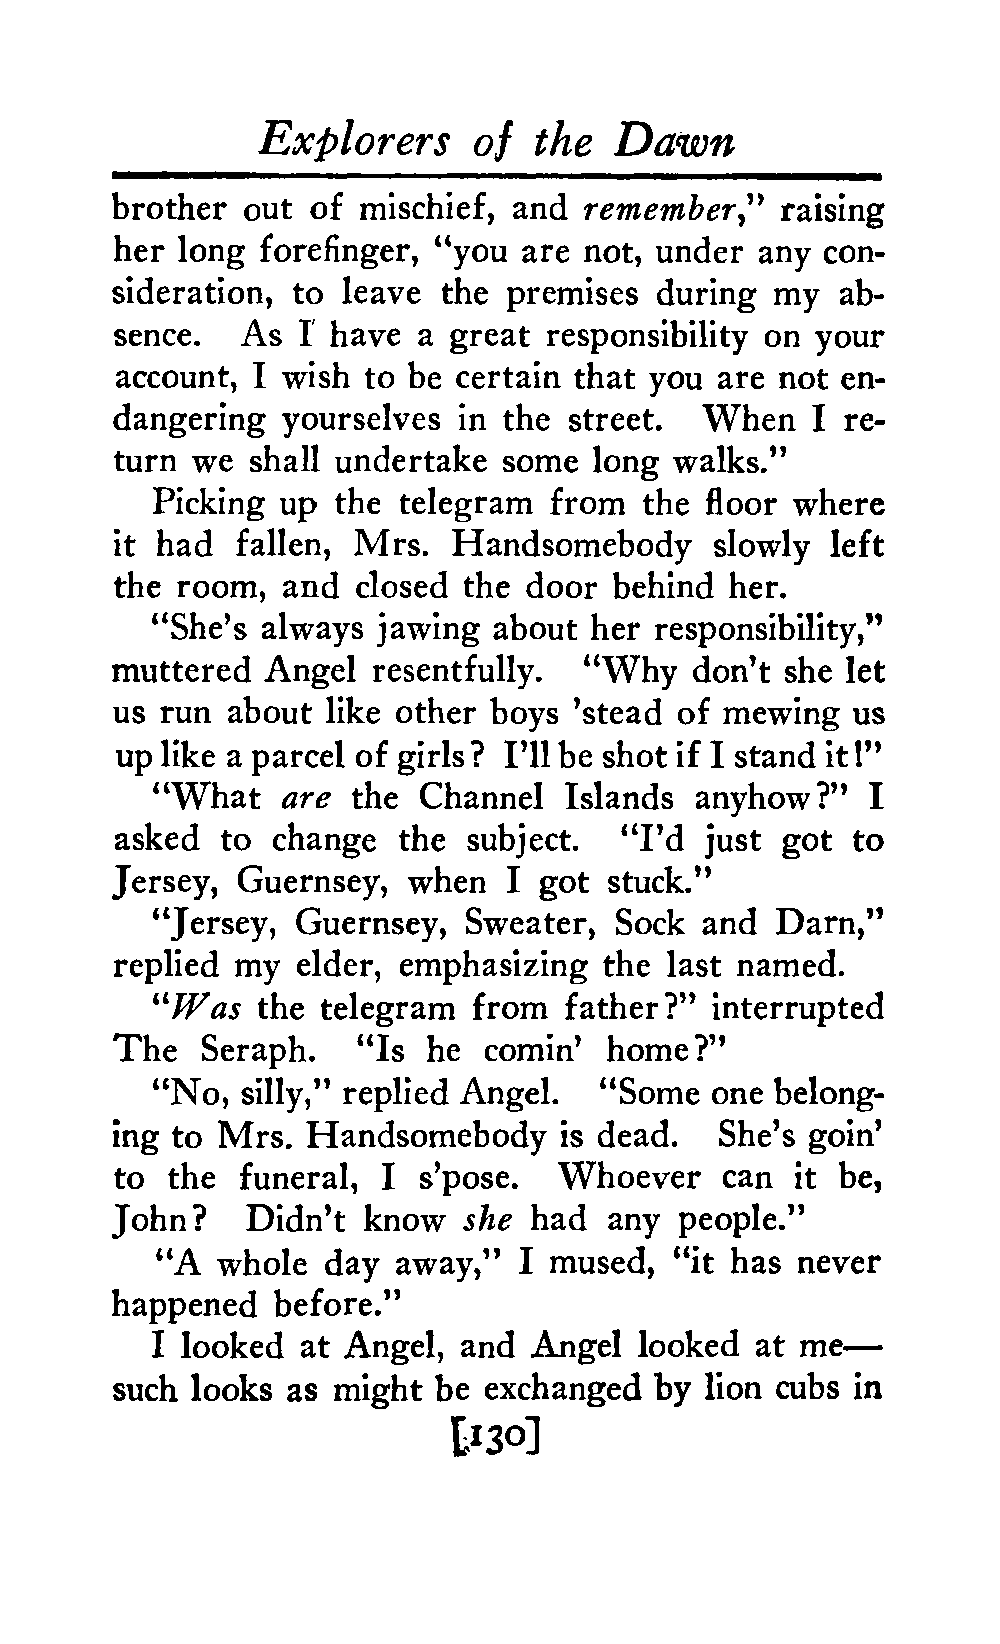 Explorers of the Dawn
brother out of mischief, and remember," raising
her long forefinger, "you are not, under any con-
sideration, to leave the premises during my ab-
sence. As I have a great responsibility on your
account, I wish to be certain that you are not en-
dangering yourselves in the street. When I re-
turn we shall undertake some long walks."
Picking up the telegram from the floor where
it had fallen, Mrs. Handsomebody slowly left
the room, and closed the door behind her.
"She's always jawing about her responsibility,"
muttered Angel resentfully. "Why don't she let
us run about like other boys 'stead of mewing us
up like a parcel of girls? I'll be shot if I stand it!"
"What are the Channel Islands anyhow?" I
asked to change the subject. "I'd just got to
Jersey, Guernsey, when I got stuck."
"Jersey, Guernsey, Sweater, Sock and Darn,"
replied my elder, emphasizing the last named.
"Was the telegram from father?" interrupted
The Seraph. "Is he comin' home?"
"No, silly," replied Angel. "Some one belong-
ing to Mrs. Handsomebody is dead. She's goin'
to the funeral, I s'pose. Whoever can it be,
John? Didn't know she had any people."
"A whole day away," I mused, "it has never
happened before."
I looked at Angel, and Angel looked at me—
such looks as might be exchanged by lion cubs in
[130]